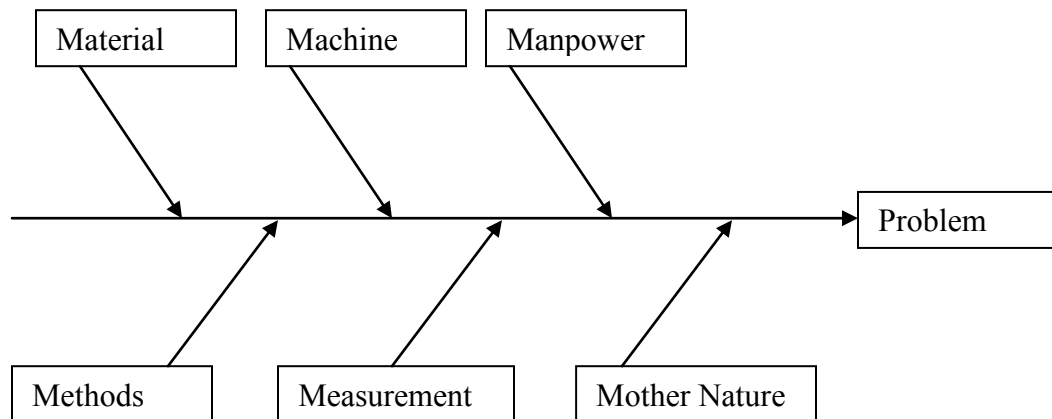 Material
Machine
Manpower
Problem
Methods
Measurement
Mother Nature